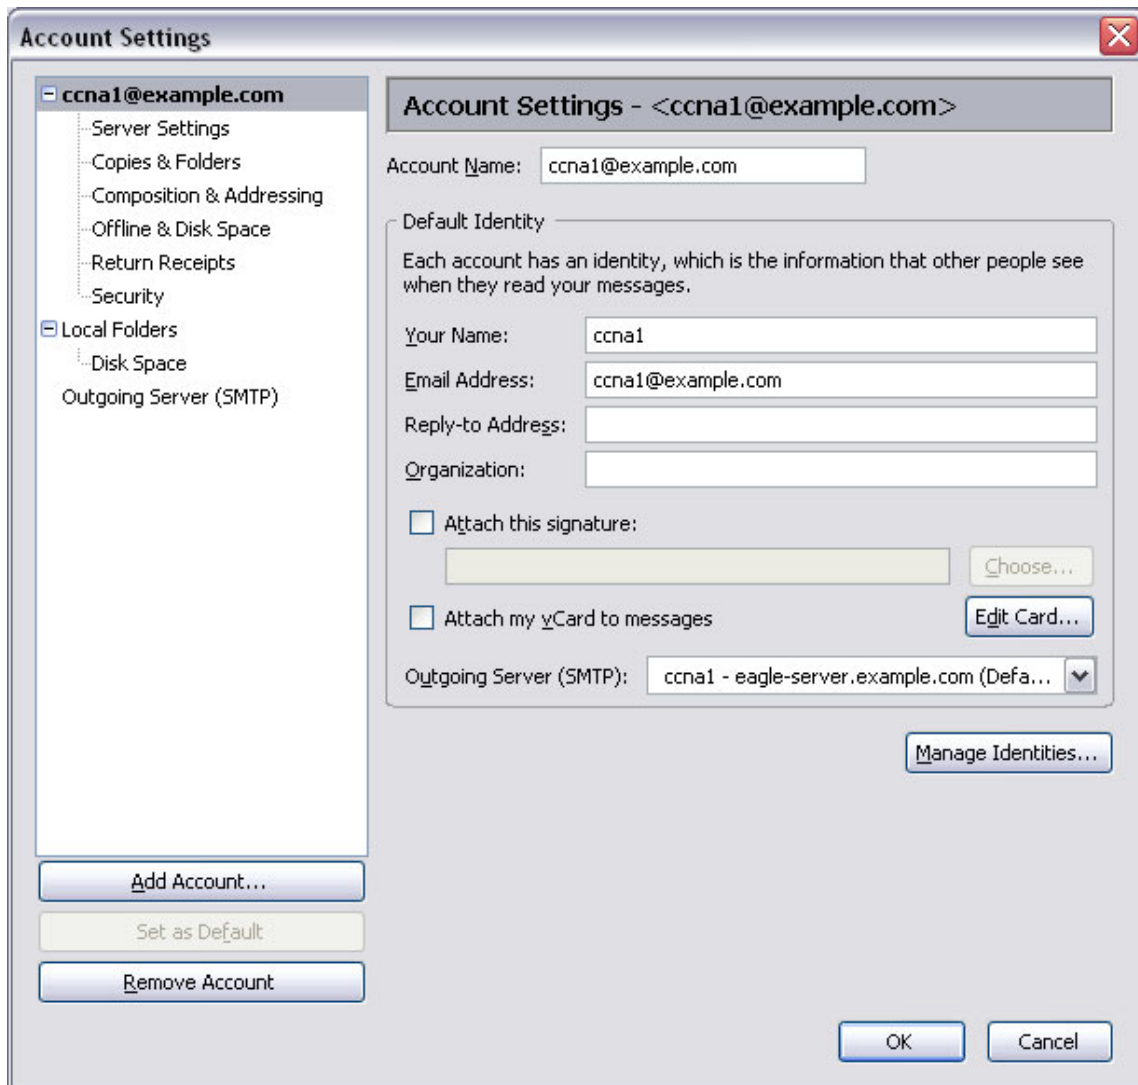 Account Settings
ccna1@example.com
Server Settings
Copies & Folders
Composition & Addressing
Offline & Disk Space
Return Receipts
Security
Local Folders
Disk Space
Outgoing Server (SMTP)
Add Account...
Set as Default
Remove Account
Account Settings - <ccna1@example.com>
Account Name: ccna1@example.com
Default Identity
Each account has an identity, which is the information that other people see
when they read your messages.
Your Name: ccna1
Email Address: ccna1@example.com
Reply-to Address:
Organization:
Attach this signature:
Choose...
Attach my vCard to messages
Edit Card...
Outgoing Server (SMTP): ccna1 - eagle-server.example.com (Defa...
Manage Identities...
OK Cancel